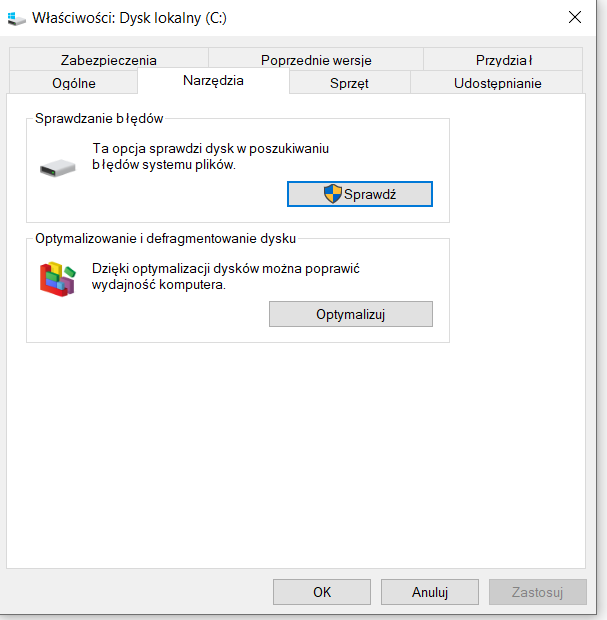 Właściwości: Dysk lokalny (C:)
Zabezpieczenia
Poprzednie wersje
Przydział
Ogólne
Narzędzia
Sprzęt
Udostępnianie
Sprawdzanie błędów
Ta opcja sprawdzi dysk w poszukiwaniu
błędów systemu plików.
Sprawdź
Optymalizowanie i defragmentowanie dysku
Dzięki optymalizacji dysków można poprawić
wydajność komputera.
Optymalizuj
OK
Anuluj
Zastosuj